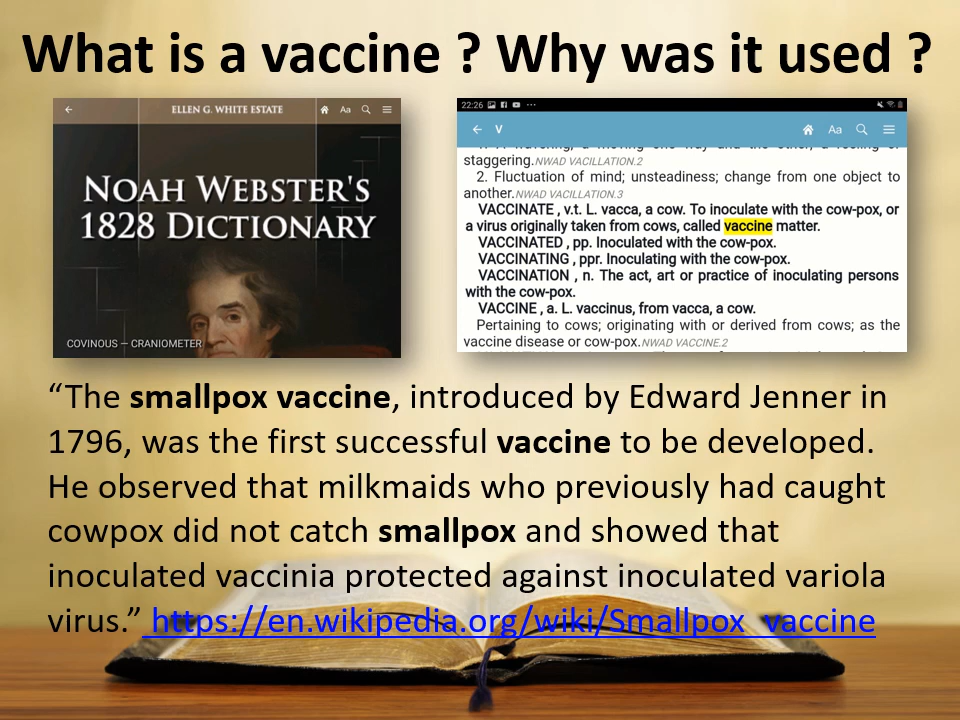 What is a vaccine ? Why was it used ?
ELLEN G. WHITE ESTATE
Aa
NOAH WEBSTER'S
1828 DICTIONARY
COVINOUS — CRANIOMETER
22:26
V
Aa
staggering.NWAD VACILLATION.2
2. Fluctuation of mind; unsteadiness; change from one object to
another.NWAD VACILLATION.3
VACCINATE , v.t. L. vacca, a cow. To inoculate with the cow-pox, or
a virus originally taken from cows, called vaccine matter.
VACCINATED , pp. Inoculated with the cow-pox.
VACCINATING , ppr. Inoculating with the cow-pox.
VACCINATION , n. The act, art or practice of inoculating persons
with the cow-pox.
VACCINE , a. L. vaccinus, from vacca, a cow.
Pertaining to cows; originating with or derived from cows; as the
vaccine disease or cow-pox.NWAD VACCINE.2
“The smallpox vaccine, introduced by Edward Jenner in
1796, was the first successful vaccine to be developed.
He observed that milkmaids who previously had caught
cowpox did not catch smallpox and showed that
inoculated vaccinia protected against inoculated variola
virus.” https://en.wikipedia.org/wiki/Smallpox_vaccine